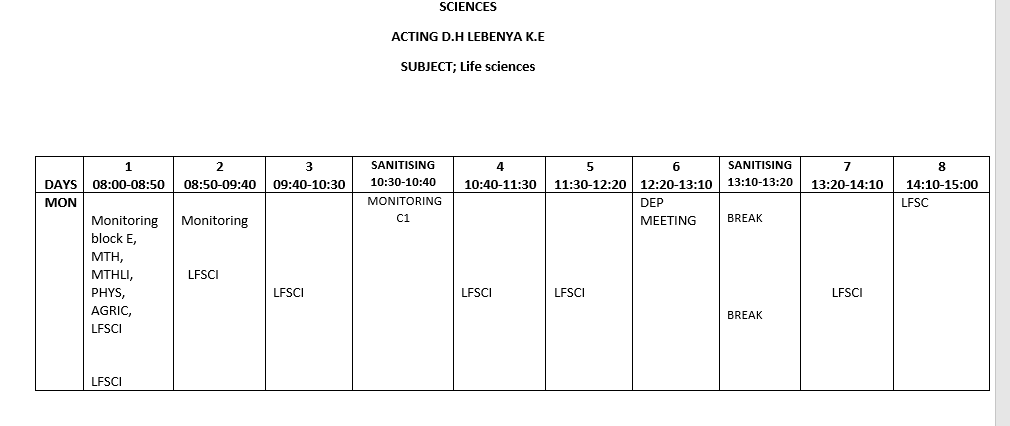 SCIENCES
ACTING D.H LEBENYA K.E
SUBJECT; Life sciences
DAYS
1
08:00-08:50
2
08:50-09:40
3
09:40-10:30
SANITISING
10:30-10:40
4
10:40-11:30
5
11:30-12:20
6
12:20-13:10
SANITISING
13:10-13:20
7
13:20-14:10
8
14:10-15:00
MON
Monitoring
block E,
MTH,
MTHLI,
PHYS,
AGRIC,
LFSCI
LFSCI
Monitoring
LFSCI
LFSCI
MONITORING
C1
LFSCI
LFSCI
DEP
MEETING
BREAK
BREAK
LFSCI
LFSC